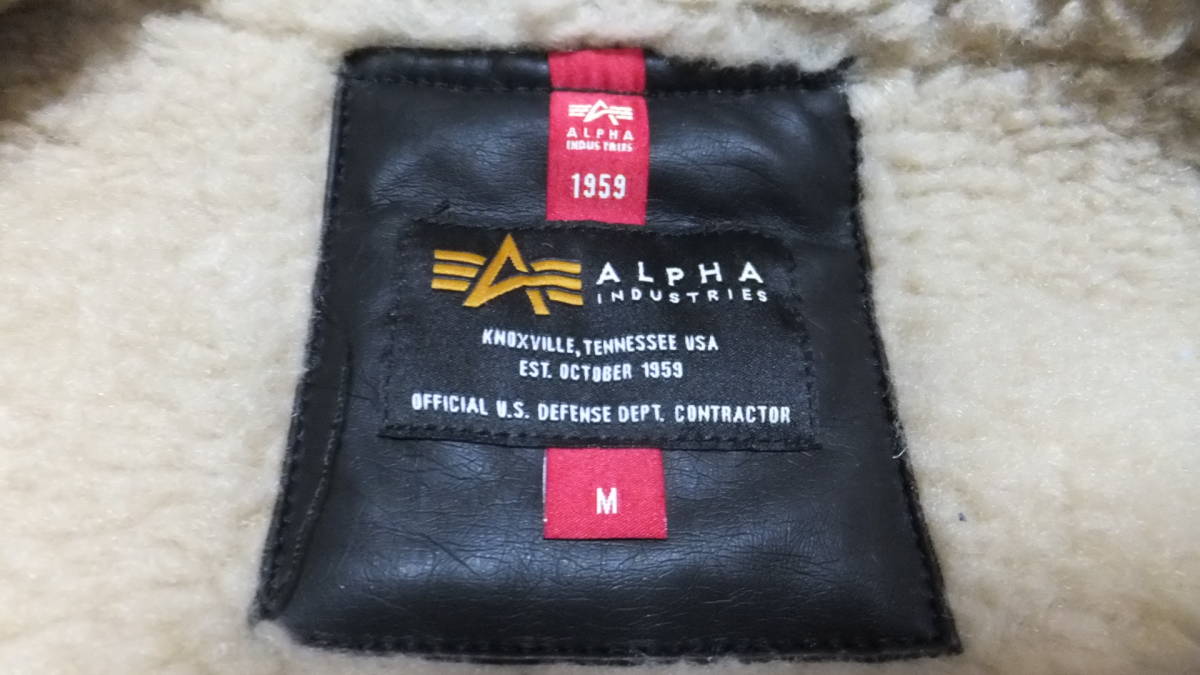 ALPHA
INDUSTRIES
1959
ALPHA
INDUSTRIES
KNOXVILLE, TENNESSEE USA
EST. OCTOBER 1959
OFFICIAL U.S. DEFENSE DEPT. CONTRACTOR
M